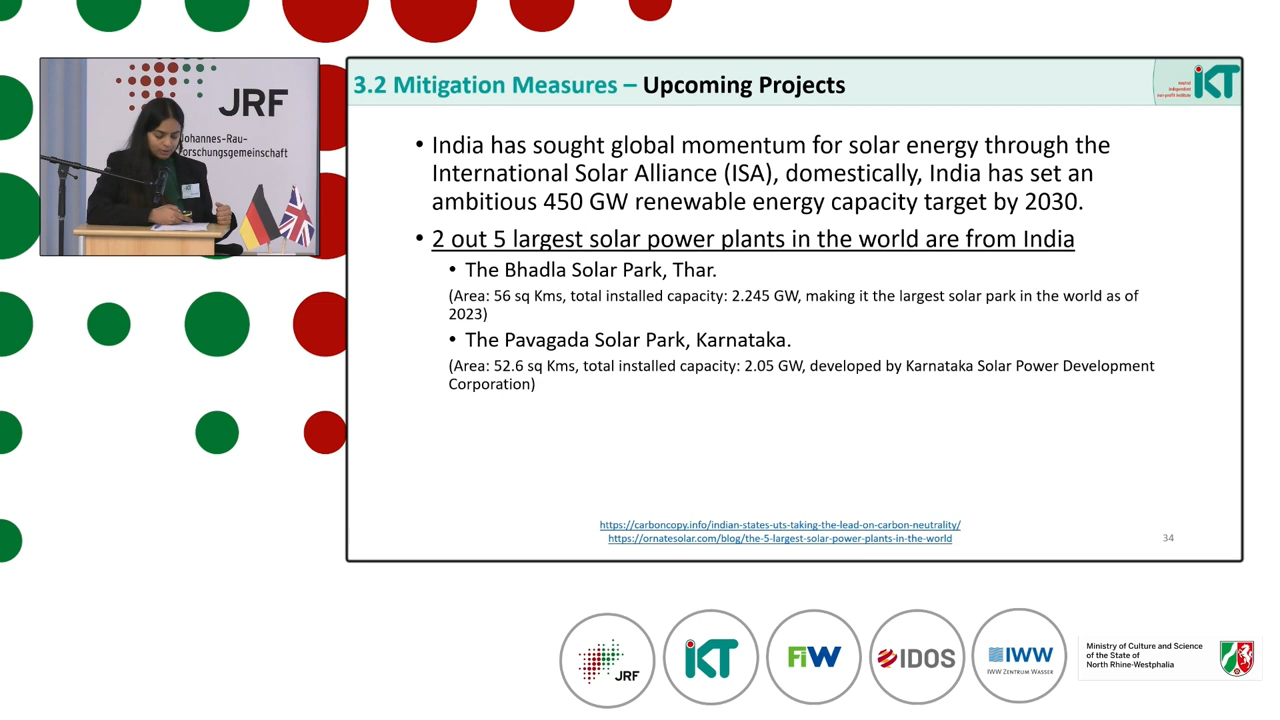 JRF
Johannes-Rau-
Forschungsgemeinschaft
3.2 Mitigation Measures – Upcoming Projects
neutral
independent
non-profit institute
iKT
• India has sought global momentum for solar energy through the
International Solar Alliance (ISA), domestically, India has set an
ambitious 450 GW renewable energy capacity target by 2030.
• 2 out 5 largest solar power plants in the world are from India
• The Bhadla Solar Park, Thar.
(Area: 56 sq Kms, total installed capacity: 2.245 GW, making it the largest solar park in the world as of
2023)
• The Pavagada Solar Park, Karnataka.
(Area: 52.6 sq Kms, total installed capacity: 2.05 GW, developed by Karnataka Solar Power Development
Corporation)
https://carboncopy.info/indian-states-uts-taking-the-lead-on-carbon-neutrality/
https://ornatesolar.com/blog/the-5-largest-solar-power-plants-in-the-world
34
JRF
iKT
FiW
IDOS
IWW
IWW ZENTRUM WASSER
Ministry of Culture and Science
of the State of
North Rhine-Westphalia